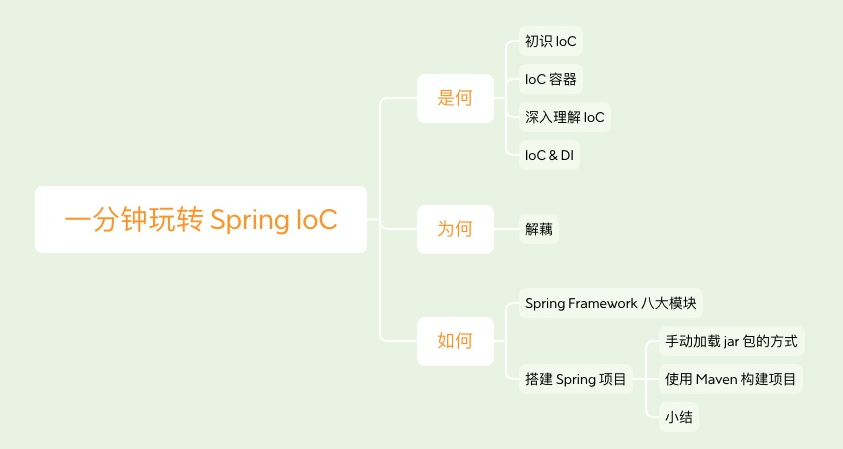 一分钟玩转 Spring IoC
是何
初识 IoC
IoC 容器
深入理解 IoC
IoC & DI
为何
解藕
如何
Spring Framework 八大模块
搭建 Spring 项目
手动加载 jar 包的方式
使用 Maven 构建项目
小结